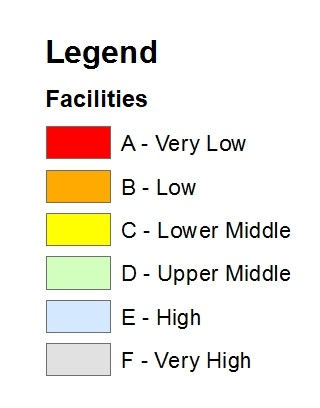 Legend
Facilities
A - Very Low
B - Low
C - Lower Middle
D - Upper Middle
E - High
F - Very High